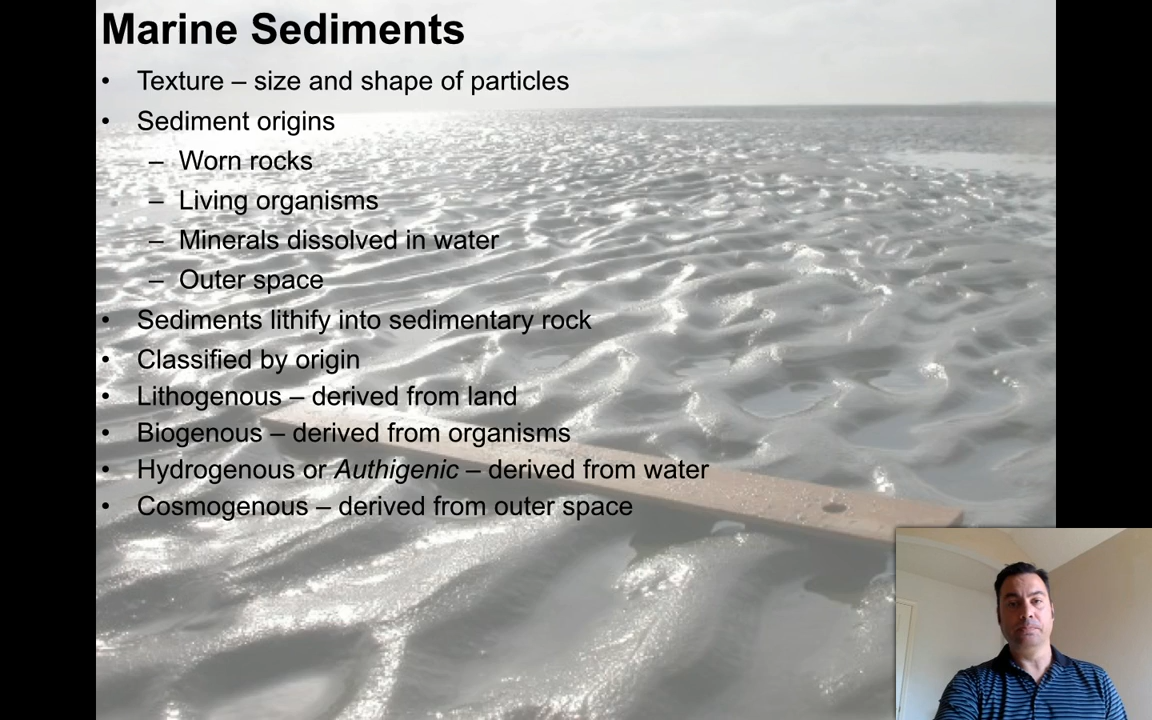 Marine Sediments
• Texture – size and shape of particles
• Sediment origins
– Worn rocks
– Living organisms
– Minerals dissolved in water
– Outer space
• Sediments lithify into sedimentary rock
• Classified by origin
• Lithogenous – derived from land
• Biogenous – derived from organisms
• Hydrogenous or Authigenic – derived from water
• Cosmogenous – derived from outer space